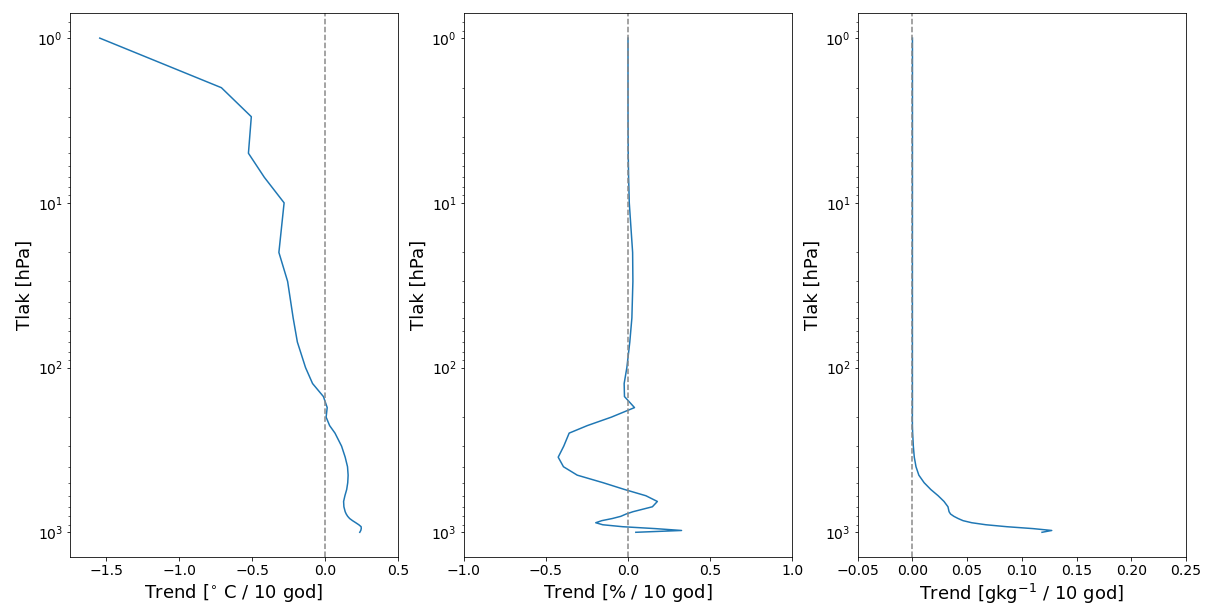 10⁰
10¹
10²
10³
Tlak [hPa]
−1.5 −1.0 −0.5 0.0 0.5
Trend [° C / 10 god]
10⁰
10¹
10²
10³
Tlak [hPa]
−1.0 −0.5 0.0 0.5 1.0
Trend [% / 10 god]
10⁰
10¹
10²
10³
Tlak [hPa]
−0.05 0.00 0.05 0.10 0.15 0.20 0.25
Trend [gkg⁻¹ / 10 god]